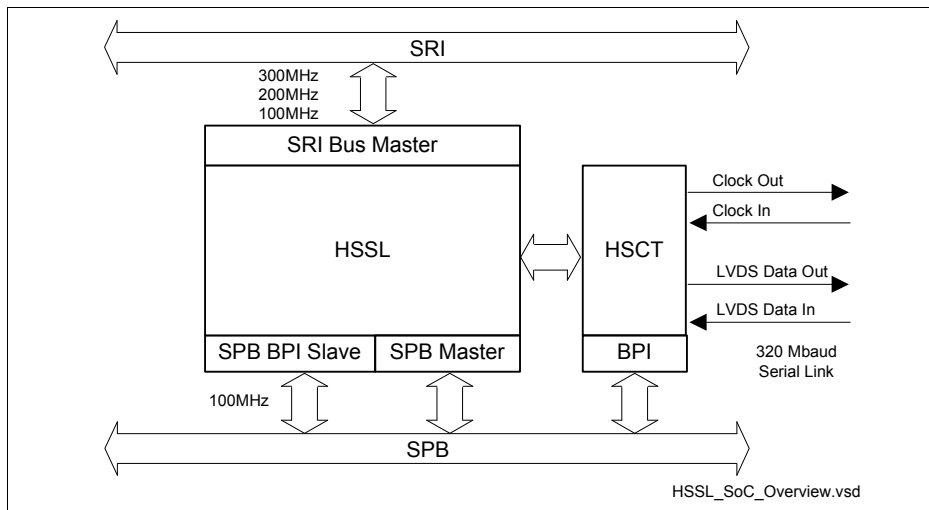 SRI
300MHz
200MHz
100MHz
SRI Bus Master
HSSL
HSCT
Clock Out
Clock In
LVDS Data Out
LVDS Data In
320 Mbaud
Serial Link
SPB BPI Slave
SPB Master
BPI
100MHz
SPB
HSSL_SoC_Overview.vsd